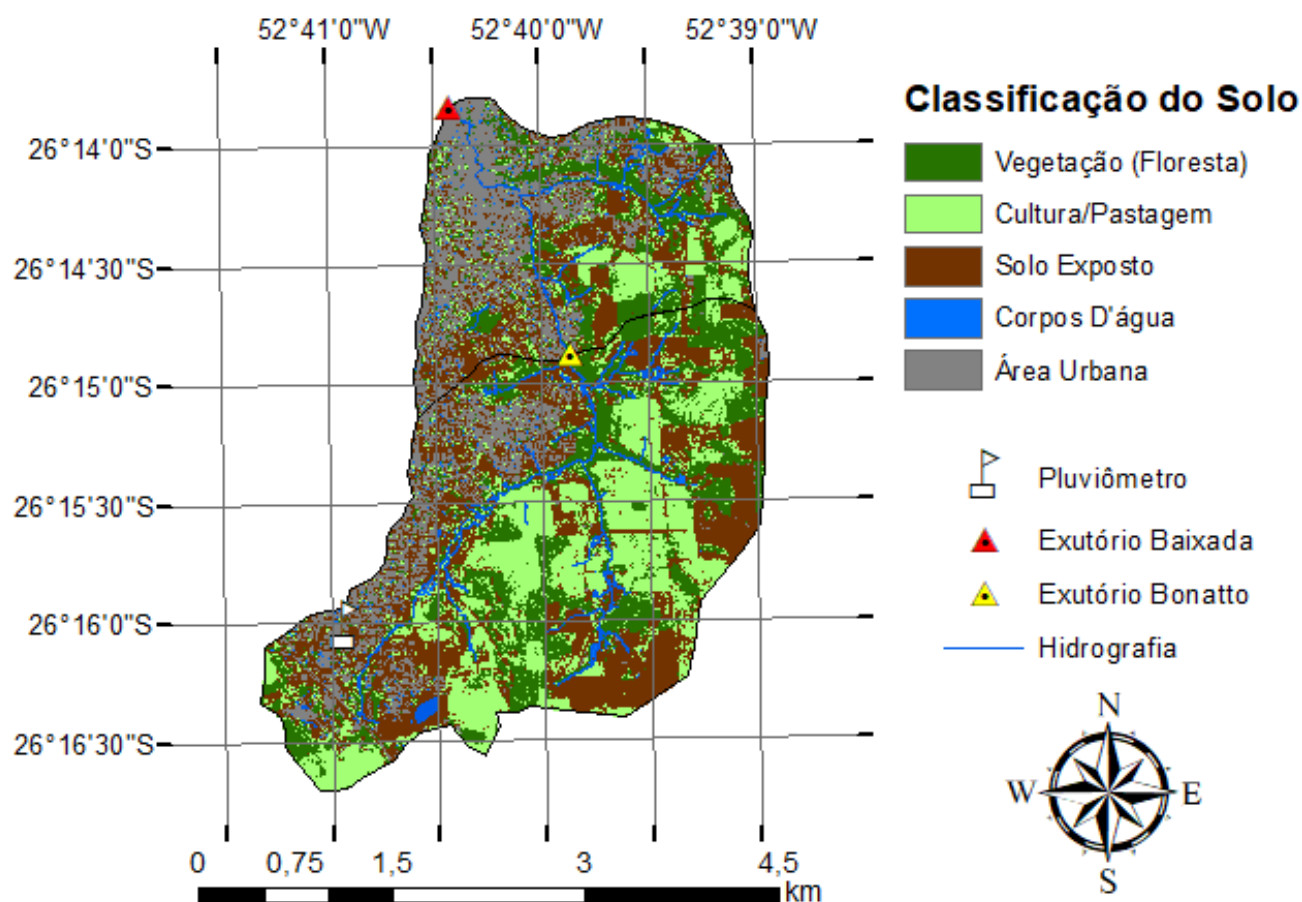 52°41'0"W 52°40'0"W 52°39'0"W
26°14'0"S
26°14'30"S
26°15'0"S
26°15'30"S
26°16'0"S
26°16'30"S
0 0,75 1,5 3 4,5
km
Classificação do Solo
Vegetação (Floresta)
Cultura/Pastagem
Solo Exposto
Corpos D'água
Área Urbana
Pluviômetro
Exutório Baixada
Exutório Bonatto
Hidrografia
N
W E
S